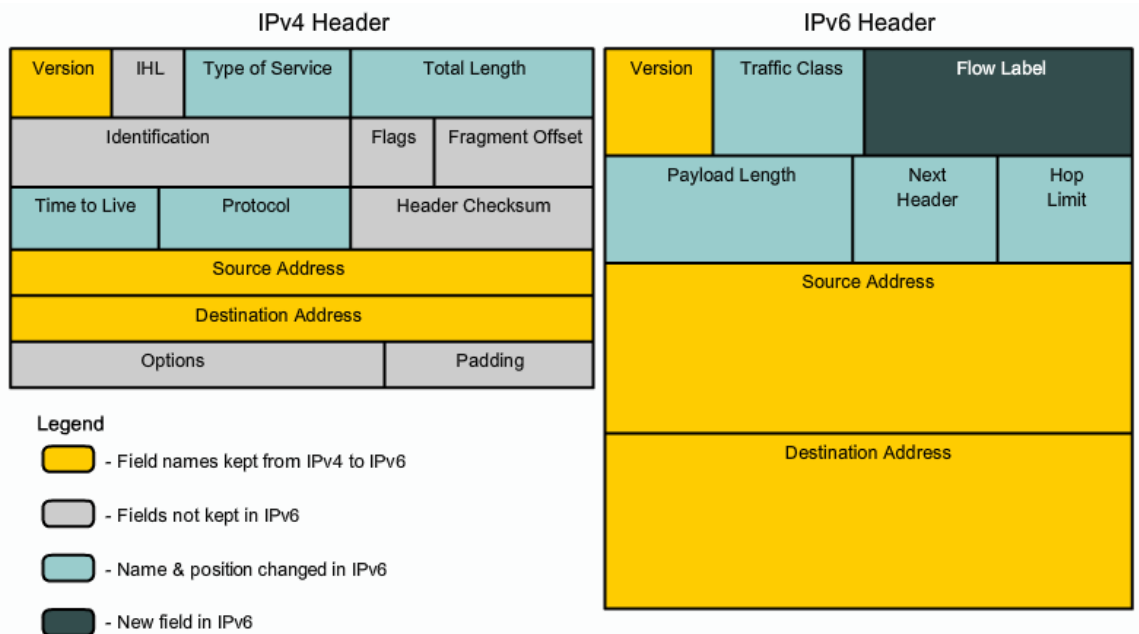 IPv4 Header
Version IHL Type of Service Total Length
Identification Flags Fragment Offset
Time to Live Protocol Header Checksum
Source Address
Destination Address
Options Padding
Legend
- Field names kept from IPv4 to IPv6
- Fields not kept in IPv6
- Name & position changed in IPv6
- New field in IPv6
IPv6 Header
Version Traffic Class Flow Label
Payload Length Next Header Hop Limit
Source Address
Destination Address